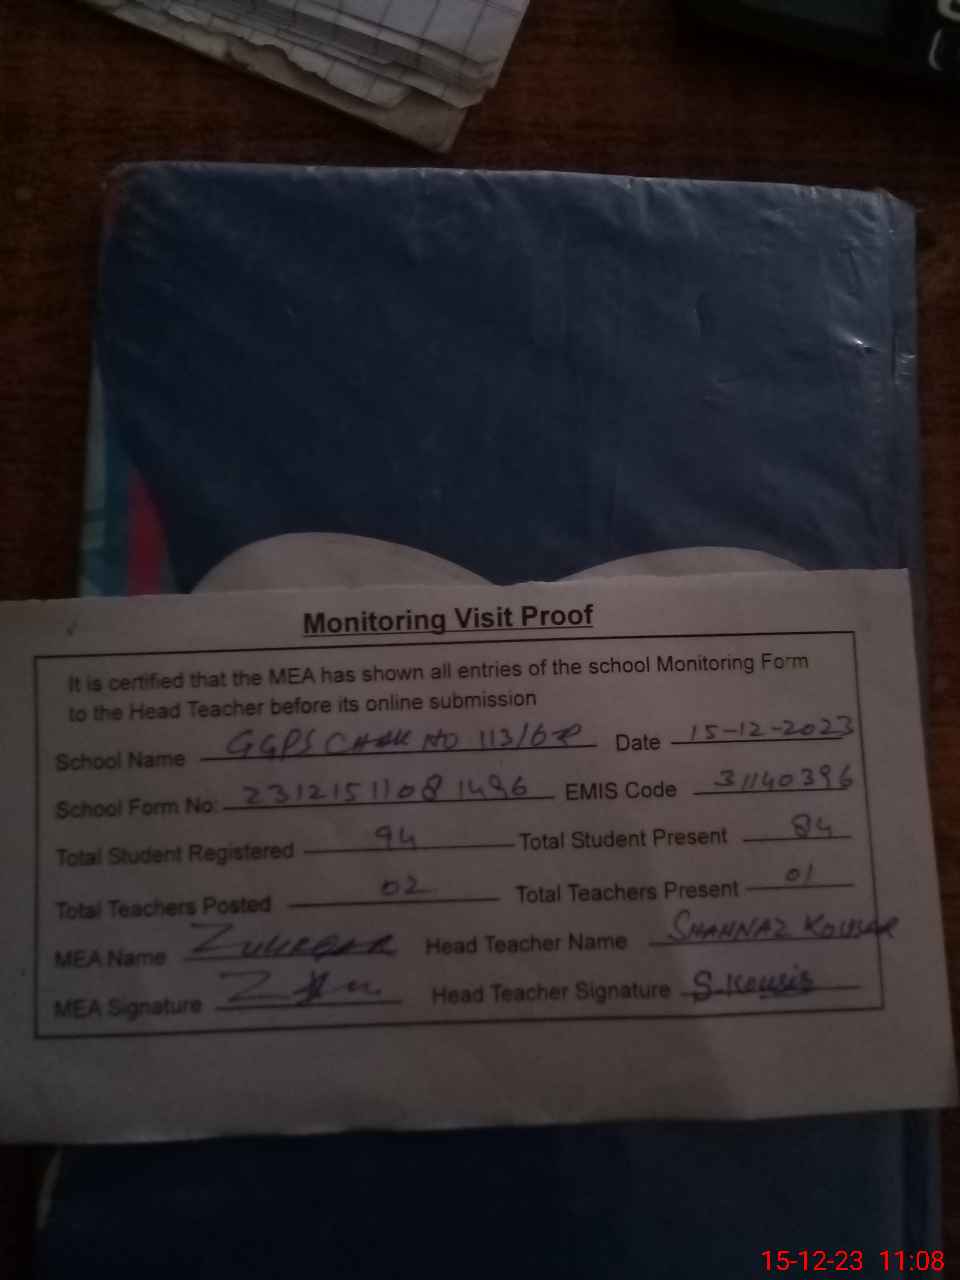 Monitoring Visit Proof
It is certified that the MEA has shown all entries of the school Monitoring Form
to the Head Teacher before its online submission
School Name GGPS CHAK NO 113/6R Date 15-12-2023
School Form No: 2312151108 1496 EMIS Code 31140396
Total Student Registered 94 Total Student Present 84
Total Teachers Posted 02 Total Teachers Present 01
MEA Name Head Teacher Name SHAHNAZ KOUSAR
MEA Signature Head Teacher Signature
15-12-23 11:08